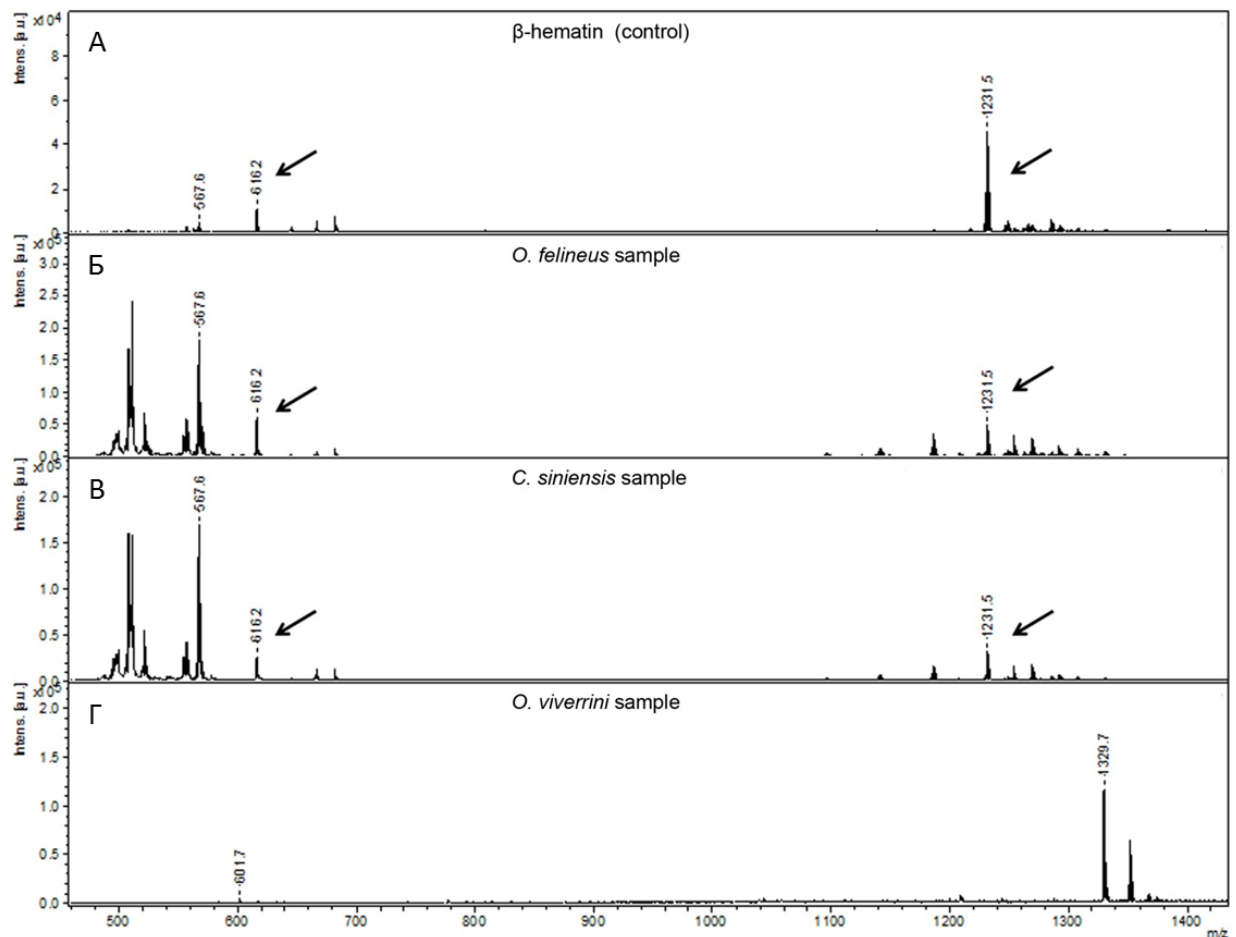 x10⁴
Intens. [a.u.]
А
β-hematin (control)
8
6
4
2
0
567.6
616.2
1231.5
x10⁵
Intens. [a.u.]
Б
O. felineus sample
3.0
2.5
2.0
1.5
1.0
0.5
0.0
567.6
616.2
1231.5
x10⁵
Intens. [a.u.]
В
C. siniensis sample
2.0
1.5
1.0
0.5
0.0
567.6
616.2
1231.5
x10⁵
Intens. [a.u.]
Г
O. viverrini sample
2.0
1.5
1.0
0.5
0.0
601.7
1329.7
500 600 700 800 900 1000 1100 1200 1300 1400
m/z